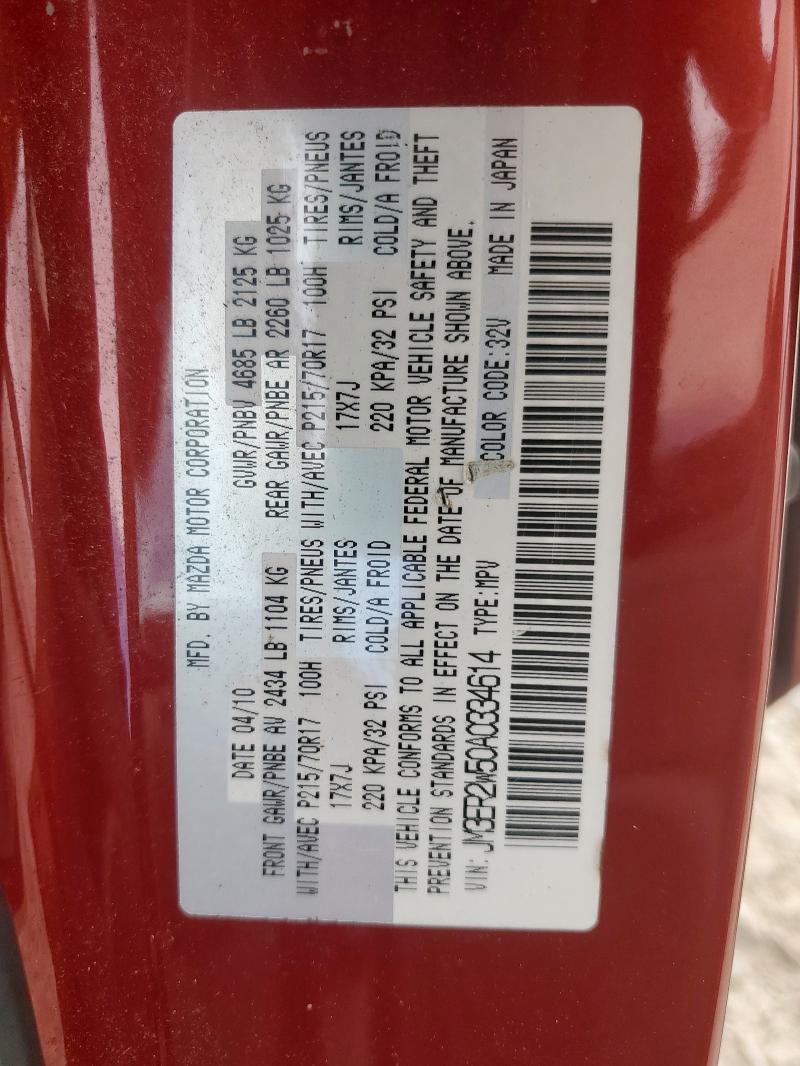 MFD. BY MAZDA MOTOR CORPORATION
DATE 04/10 GVWR/PNBV 4685 LB 2125 KG
FRONT GAWR/PNBE AV 2434 LB 1104 KG REAR GAWR/PNBE AR 2260 LB 1025 KG
WITH/AVEC P215/70R17 100H TIRES/PNEUS WITH/AVEC P215/70R17 100H TIRES/PNEUS
17X7J RIMS/JANTES 17X7J RIMS/JANTES
220 KPA/32 PSI COLD/A FROID 220 KPA/32 PSI COLD/A FROID
THIS VEHICLE CONFORMS TO ALL APPLICABLE FEDERAL MOTOR VEHICLE SAFETY AND THEFT
PREVENTION STANDARDS IN EFFECT ON THE DATE OF MANUFACTURE SHOWN ABOVE.
VIN: JM3ER2W50A0334614 TYPE:MPV COLOR CODE:32V MADE IN JAPAN